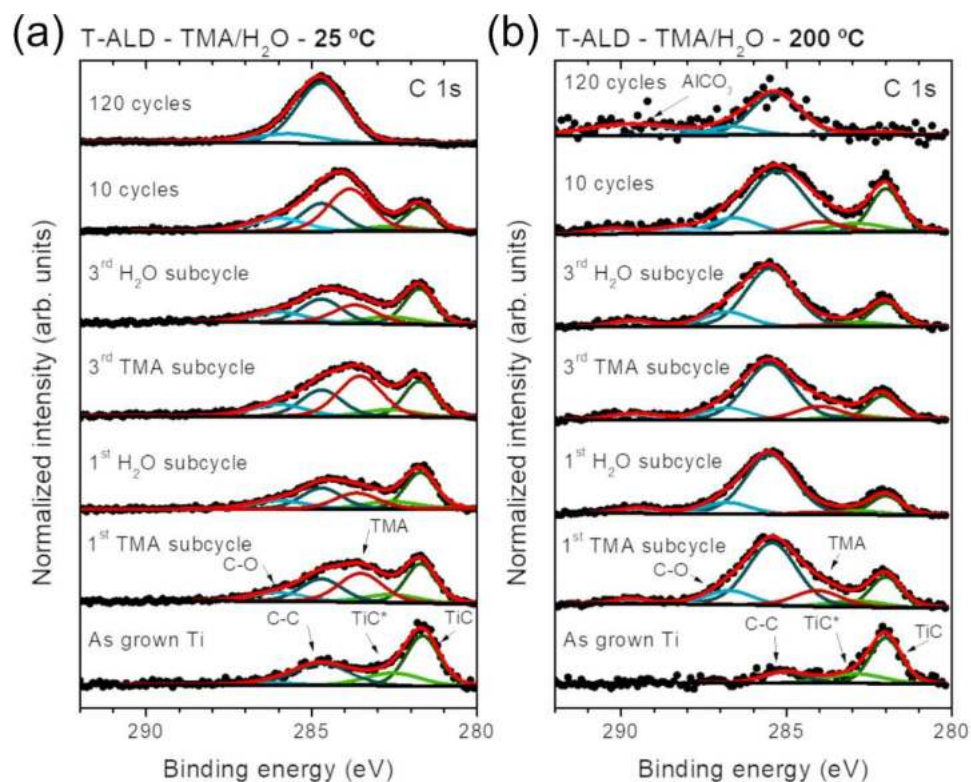 (a) T-ALD - TMA/H₂O - 25 ºC
C 1s
120 cycles
10 cycles
3rd H₂O subcycle
3rd TMA subcycle
1st H₂O subcycle
TMA
1st TMA subcycle
C-O
C-C
TiC*
TiC
As grown Ti
Normalized intensity (arb. units)
290
285
280
Binding energy (eV)
(b) T-ALD - TMA/H₂O - 200 ºC
120 cycles
AlCO₃
C 1s
10 cycles
3rd H₂O subcycle
3rd TMA subcycle
1st H₂O subcycle
1st TMA subcycle
TMA
C-O
C-C
TiC*
TiC
As grown Ti
Normalized intensity (arb. units)
290
285
280
Binding energy (eV)